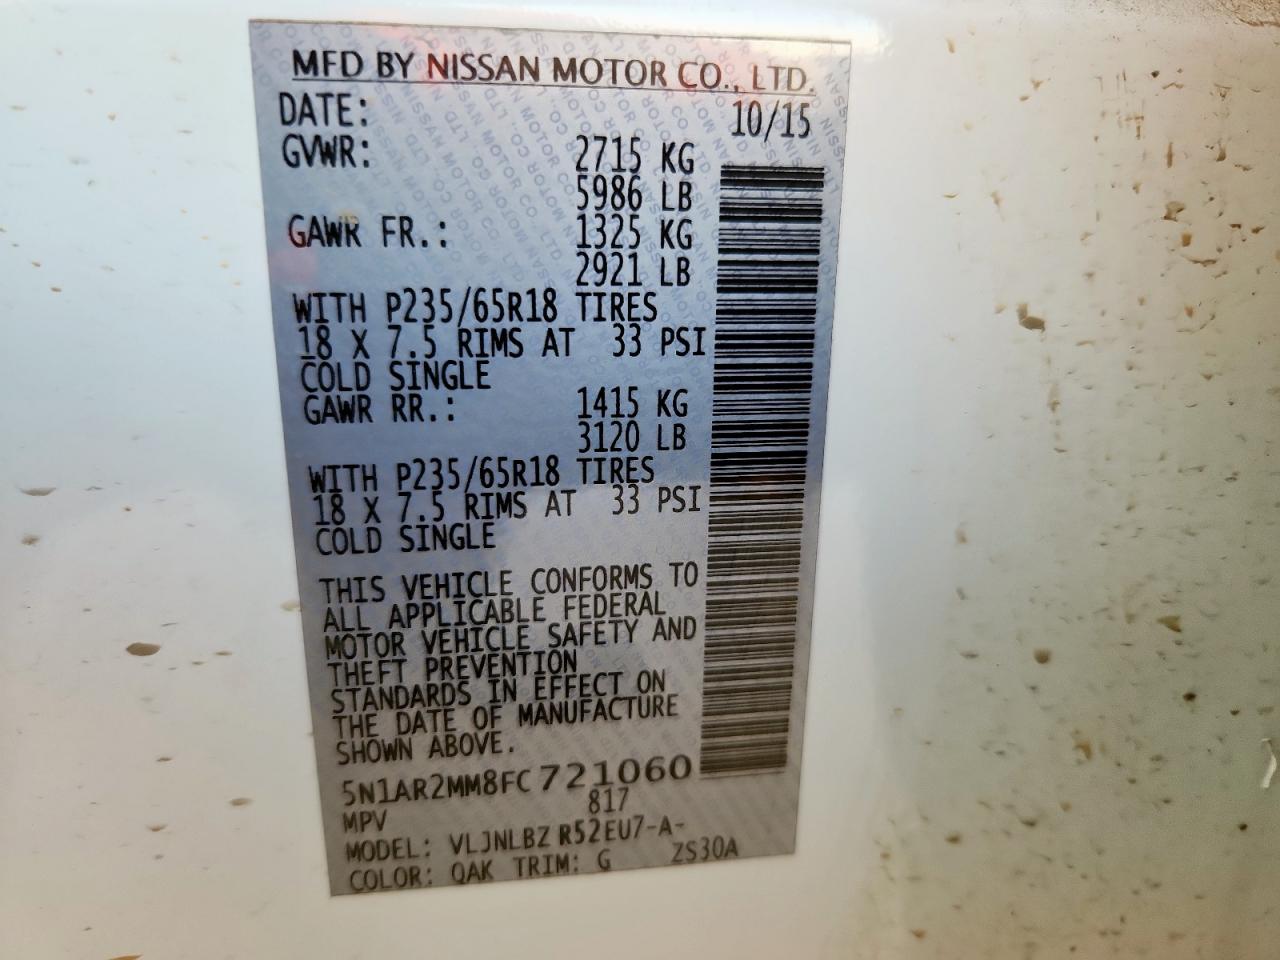 MFD BY NISSAN MOTOR CO., LTD.
DATE: 10/15
GVWR: 2715 KG
5986 LB
GAWR FR.: 1325 KG
2921 LB
WITH P235/65R18 TIRES
18 X 7.5 RIMS AT 33 PSI
COLD SINGLE
GAWR RR.: 1415 KG
3120 LB
WITH P235/65R18 TIRES
18 X 7.5 RIMS AT 33 PSI
COLD SINGLE
THIS VEHICLE CONFORMS TO
ALL APPLICABLE FEDERAL
MOTOR VEHICLE SAFETY AND
THEFT PREVENTION
STANDARDS IN EFFECT ON
THE DATE OF MANUFACTURE
SHOWN ABOVE.
5N1AR2MM8FC721060
MPV 817
MODEL: VLJNLBZ R52EU7-A-
COLOR: QAK TRIM: G ZS30A